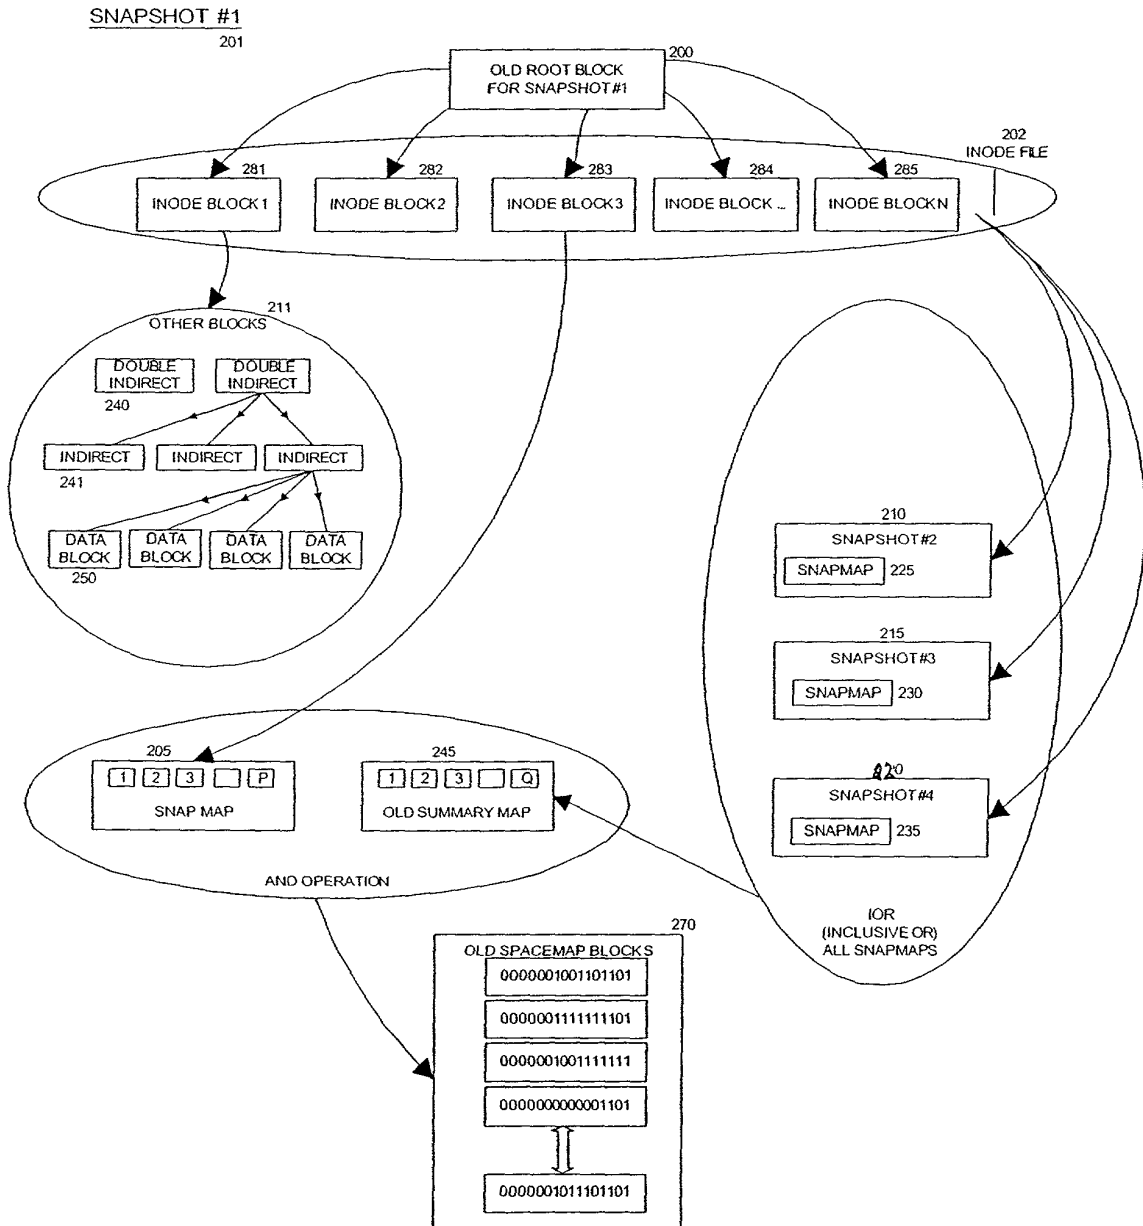 SNAPSHOT #1
201
200
OLD ROOT BLOCK
FOR SNAPSHOT #1
202
INODE FILE
281
282
283
284
285
INODE BLOCK 1
INODE BLOCK2
INODE BLOCK3
INODE BLOCK ...
INODE BLOCKN
211
OTHER BLOCKS
DOUBLE
INDIRECT
DOUBLE
INDIRECT
240
INDIRECT
INDIRECT
INDIRECT
241
DATA
BLOCK
DATA
BLOCK
DATA
BLOCK
DATA
BLOCK
250
210
SNAPSHOT #2
SNAPMAP
225
215
SNAPSHOT #3
SNAPMAP
230
220
SNAPSHOT #4
SNAPMAP
235
IOR
(INCLUSIVE OR)
ALL SNAPMAPS
205
1 2 3 P
SNAP MAP
245
1 2 3 Q
OLD SUMMARY MAP
AND OPERATION
270
OLD SPACEMAP BLOCKS
0000001001101101
0000001111111101
0000001001111111
0000000000001101
0000001011101101